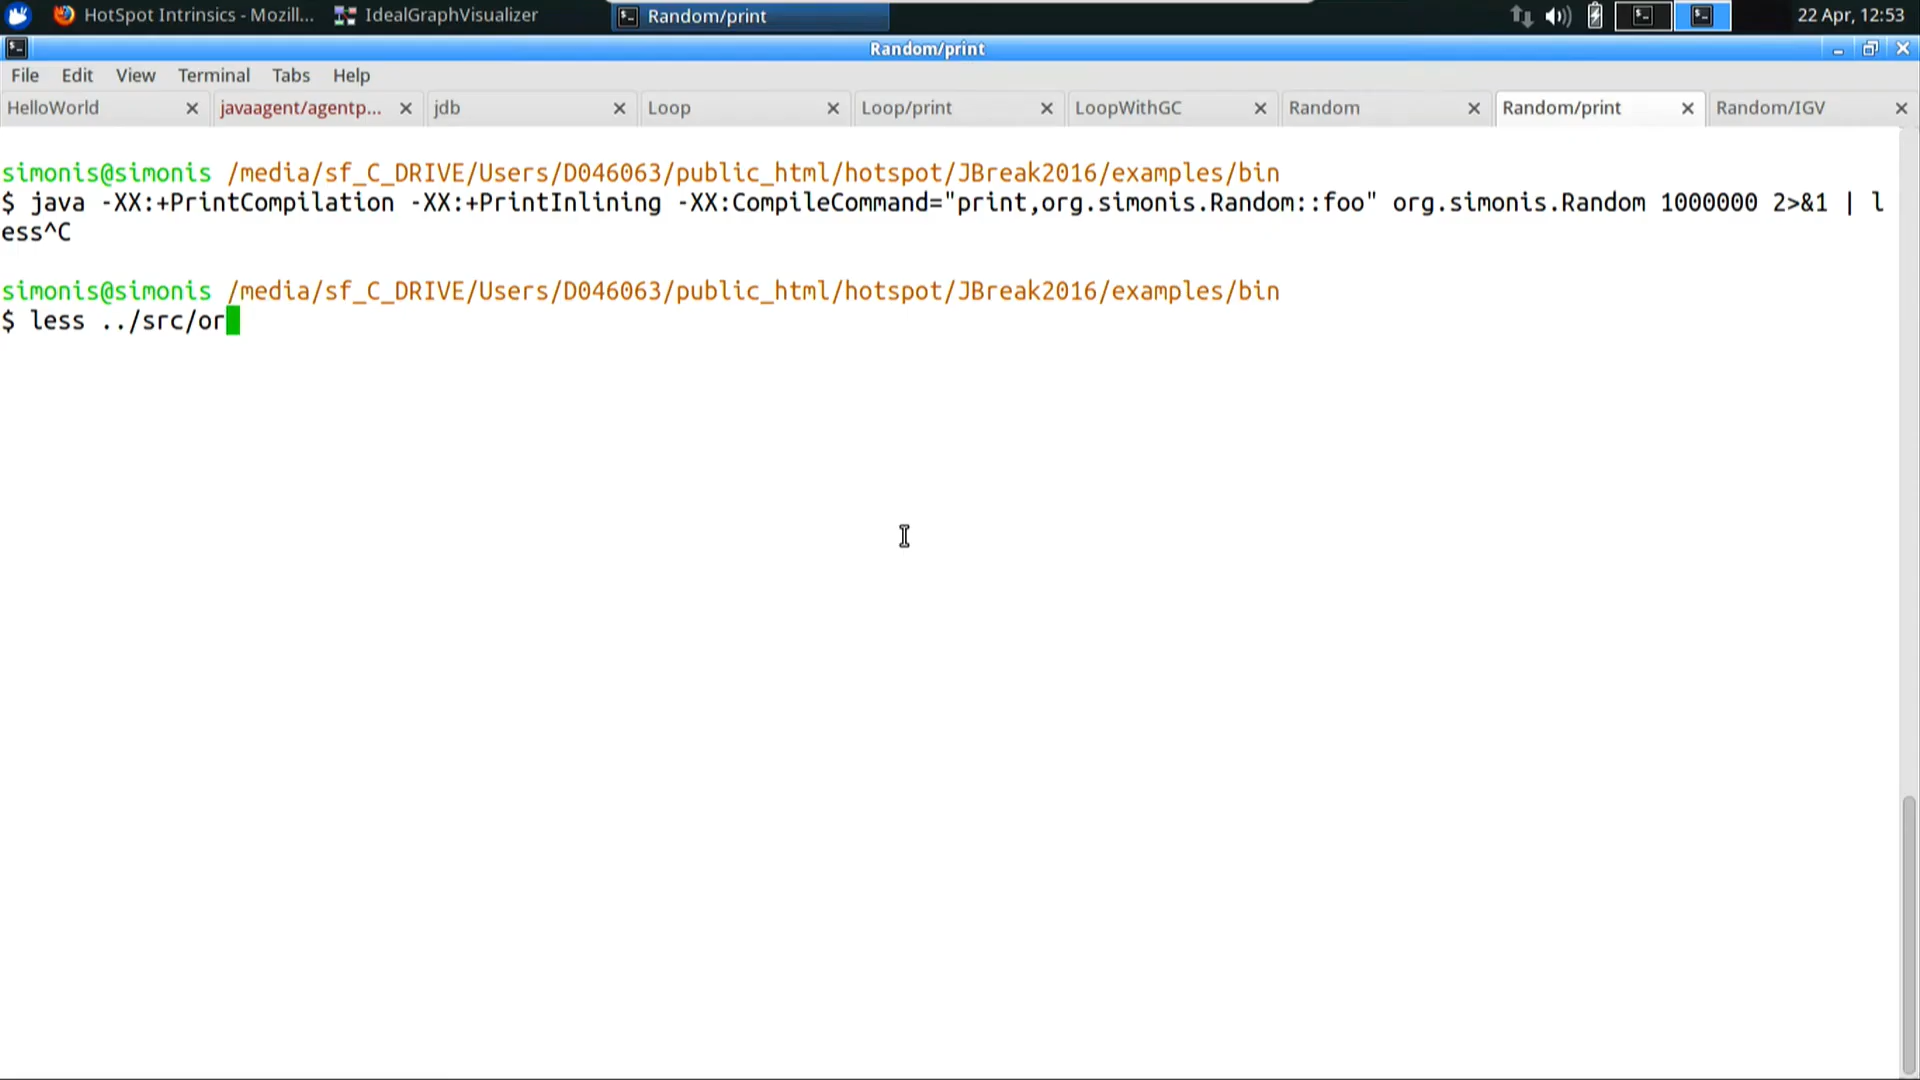 HotSpot Intrinsics - Mozill...
IdealGraphVisualizer
Random/print
22 Apr, 12:53
Random/print
File Edit View Terminal Tabs Help
HelloWorld
javaagent/agentp...
jdb
Loop
Loop/print
LoopWithGC
Random
Random/print
Random/IGV
simonis@simonis /media/sf_C_DRIVE/Users/D046063/public_html/hotspot/JBreak2016/examples/bin
$ java -XX:+PrintCompilation -XX:+PrintInlining -XX:CompileCommand="print,org.simonis.Random::foo" org.simonis.Random 1000000 2>&1 | l
ess^C
simonis@simonis /media/sf_C_DRIVE/Users/D046063/public_html/hotspot/JBreak2016/examples/bin
$ less ../src/or